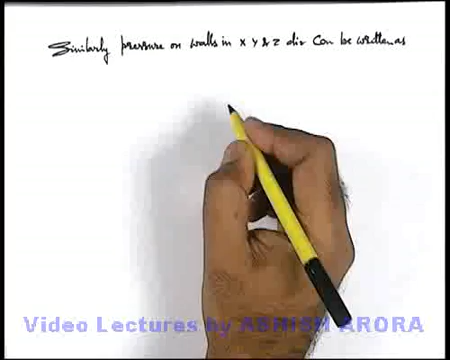 Similarly pressure on walls in x y & z dir can be written as
Video Lectures by ASHISH ARORA